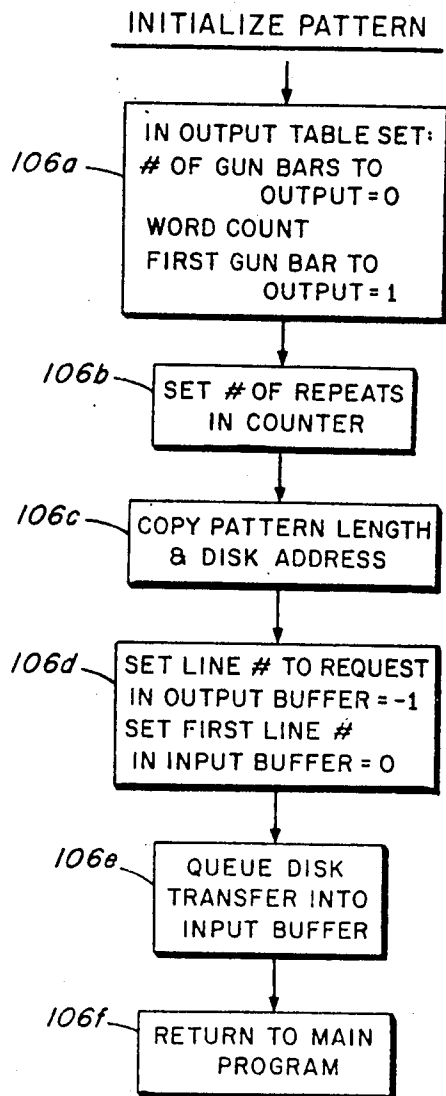 INITIALIZE PATTERN
106a
IN OUTPUT TABLE SET:
# OF GUN BARS TO
OUTPUT = 0
WORD COUNT
FIRST GUN BAR TO
OUTPUT = 1
106b
SET # OF REPEATS
IN COUNTER
106c
COPY PATTERN LENGTH
& DISK ADDRESS
106d
SET LINE # TO REQUEST
IN OUTPUT BUFFER = -1
SET FIRST LINE #
IN INPUT BUFFER = 0
106e
QUEUE DISK
TRANSFER INTO
INPUT BUFFER
106f
RETURN TO MAIN
PROGRAM